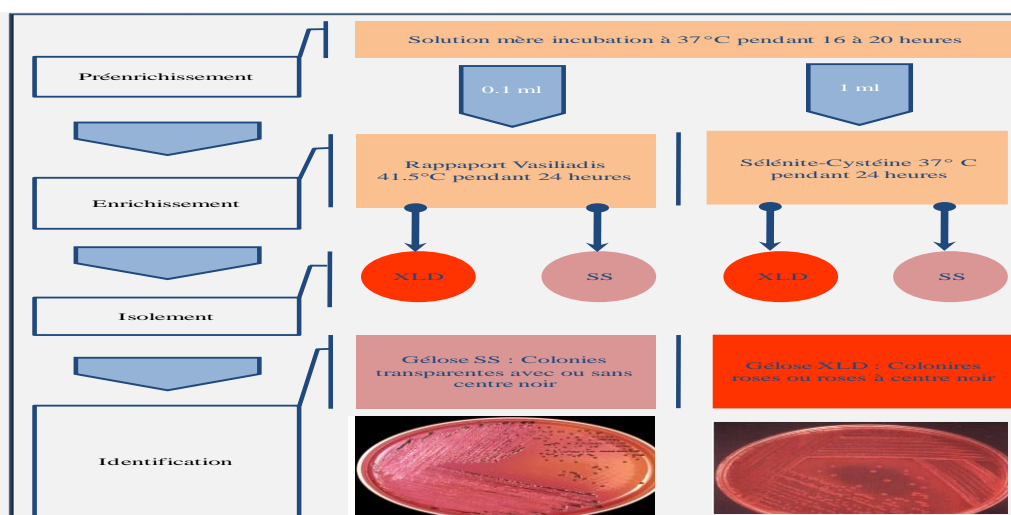 Solution mère incubation à 37°C pendant 16 à 20 heures
Préenrichissement
0.1 ml
1 ml
Rappaport Vasiliadis
41.5°C pendant 24 heures
Sélénite-Cystéine 37° C
pendant 24 heures
Enrichissement
XLD
SS
XLD
SS
Isolement
Gélose SS : Colonies
transparentes avec ou sans
centre noir
Gélose XLD : Colonires
roses ou roses à centre noir
Identification